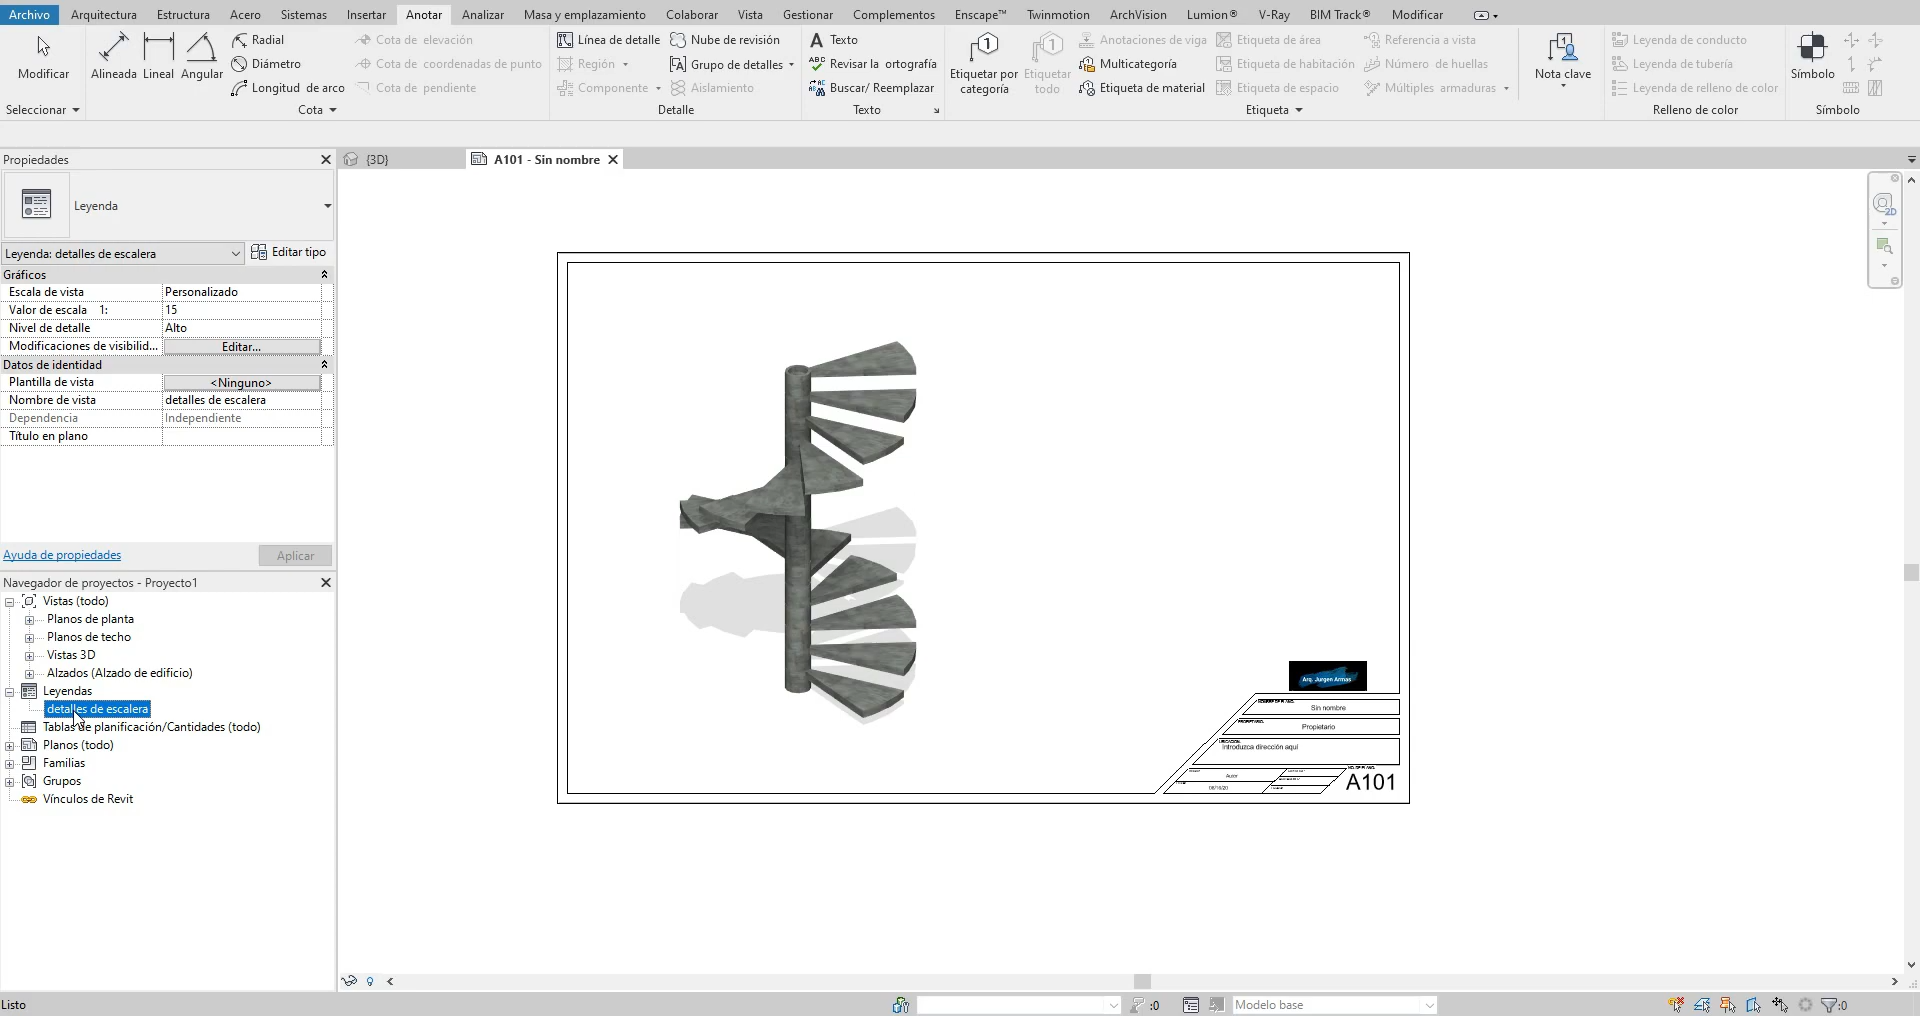 Archivo Arquitectura Estructura Acero Sistemas Insertar Anotar Analizar Masa y emplazamiento Colaborar Vista Gestionar Complementos Enscape™ Twinmotion ArchVision Lumion® V-Ray BIM Track® Modificar
Modificar
Seleccionar
Alineada Lineal Angular
Radial
Diámetro
Longitud de arco
Cota de elevación
Cota de coordenadas de punto
Cota de pendiente
Cota
Línea de detalle
Región
Componente
Nube de revisión
Grupo de detalles
Aislamiento
Detalle
A Texto
ABC Revisar la ortografía
Buscar/ Reemplazar
Texto
Etiquetar por categoría
Etiquetar todo
Anotaciones de viga
Multicategoría
Etiqueta de material
Etiqueta de área
Etiqueta de habitación
Etiqueta de espacio
Referencia a vista
Número de huellas
Múltiples armaduras
Etiqueta
Nota clave
Leyenda de conducto
Leyenda de tubería
Leyenda de relleno de color
Relleno de color
Símbolo
Símbolo
Propiedades
{3D}
A101 - Sin nombre
Leyenda
Leyenda: detalles de escalera
Editar tipo
Gráficos
Escala de vista Personalizado
Valor de escala 1: 15
Nivel de detalle Alto
Modificaciones de visibilid... Editar...
Datos de identidad
Plantilla de vista <Ninguno>
Nombre de vista detalles de escalera
Dependencia Independiente
Título en plano
Ayuda de propiedades Aplicar
Navegador de proyectos - Proyecto1
Vistas (todo)
Planos de planta
Planos de techo
Vistas 3D
Alzados (Alzado de edificio)
Leyendas
detalles de escalera
Tablas de planificación/Cantidades (todo)
Planos (todo)
Familias
Grupos
Vínculos de Revit
2D
Arq. Jurgen Armas
Sin nombre
Propietario
Introduzca dirección aquí
Autor
A101
Listo
:0
Modelo base
:0